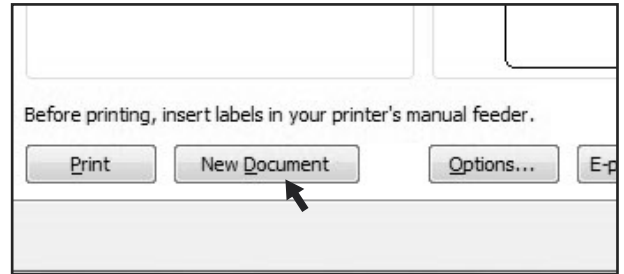 Before printing, insert labels in your printer's manual feeder.
Print New Document Options...